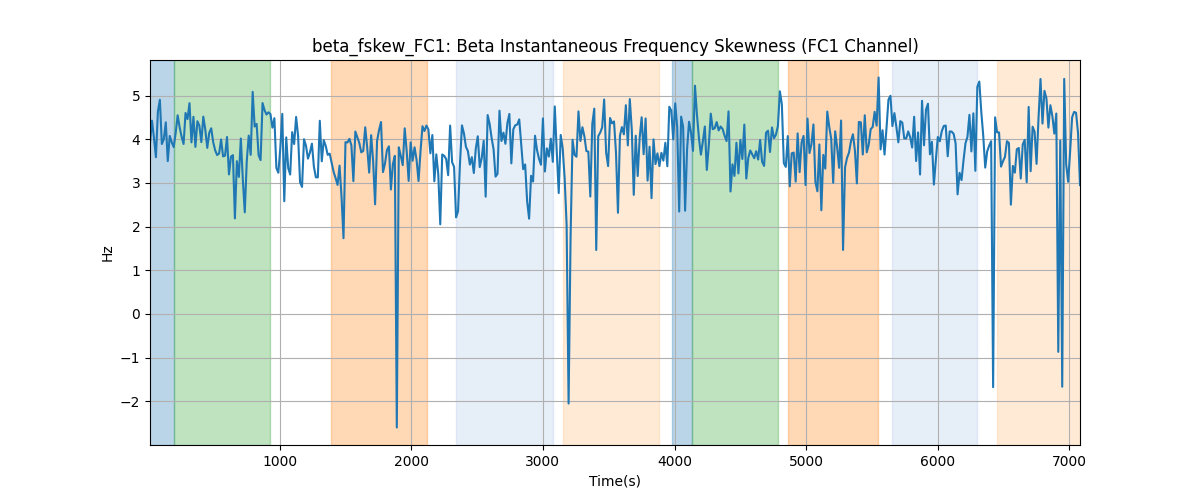 beta_fskew_FC1: Beta Instantaneous Frequency Skewness (FC1 Channel)
5
4
3
2
1
0
−1
−2
Hz
1000 2000 3000 4000 5000 6000 7000
Time(s)